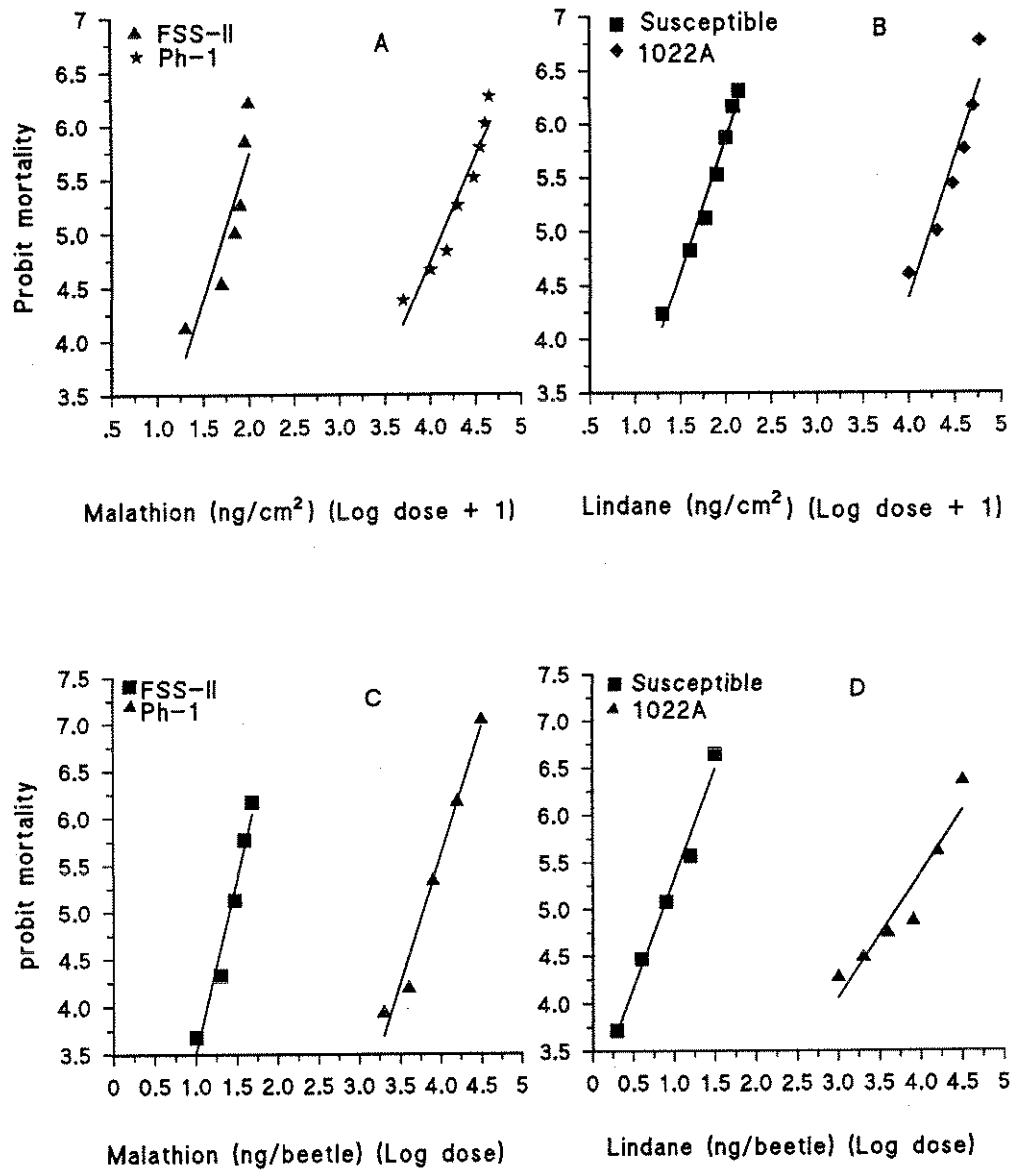 7
6.5
6.0
5.5
5.0
4.5
4.0
3.5
Probit mortality
FSS-II
Ph-1
A
.5 1.0 1.5 2.0 2.5 3.0 3.5 4.0 4.5 5
Malathion (ng/cm²) (Log dose + 1)
7
6.5
6.0
5.5
5.0
4.5
4.0
3.5
Susceptible
1022A
B
.5 1.0 1.5 2.0 2.5 3.0 3.5 4.0 4.5 5
Lindane (ng/cm²) (Log dose + 1)
7.5
7.0
6.5
6.0
5.5
5.0
4.5
4.0
3.5
probit mortality
FSS-II
Ph-1
C
0 0.5 1.0 1.5 2.0 2.5 3.0 3.5 4.0 4.5 5
Malathion (ng/beetle) (Log dose)
7.5
7.0
6.5
6.0
5.5
5.0
4.5
4.0
3.5
Susceptible
1022A
D
0 0.5 1.0 1.5 2.0 2.5 3.0 3.5 4.0 4.5 5
Lindane (ng/beetle) (Log dose)